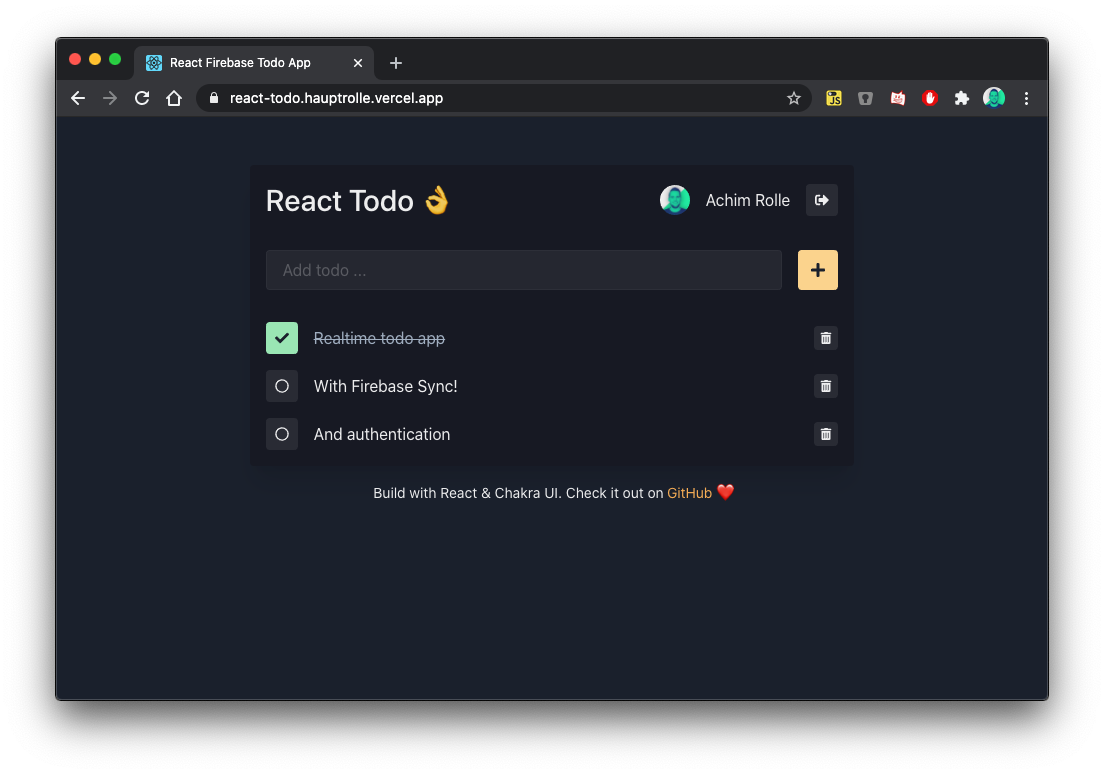 React Firebase Todo App
react-todo.hauptrolle.vercel.app
JS
React Todo 👌
Achim Rolle
Add todo ...
Realtime todo app
With Firebase Sync!
And authentication
Build with React & Chakra UI. Check it out on GitHub ❤️